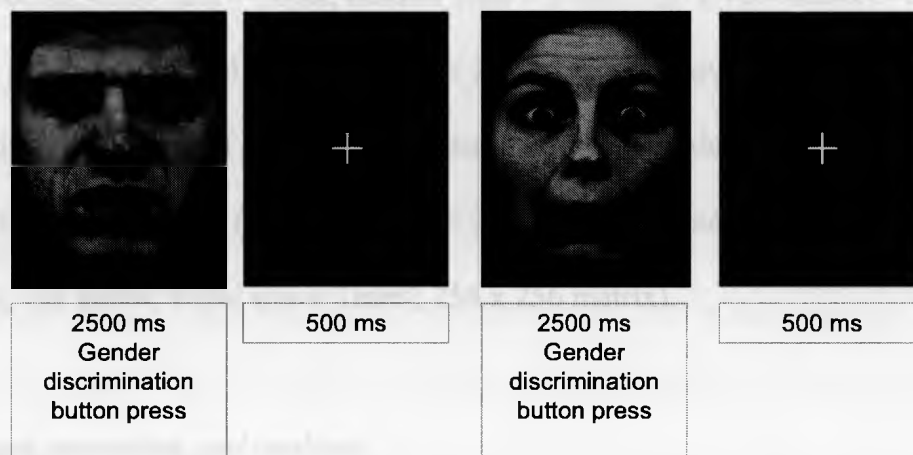 2500 ms
Gender
discrimination
button press
500 ms
2500 ms
Gender
discrimination
button press
500 ms